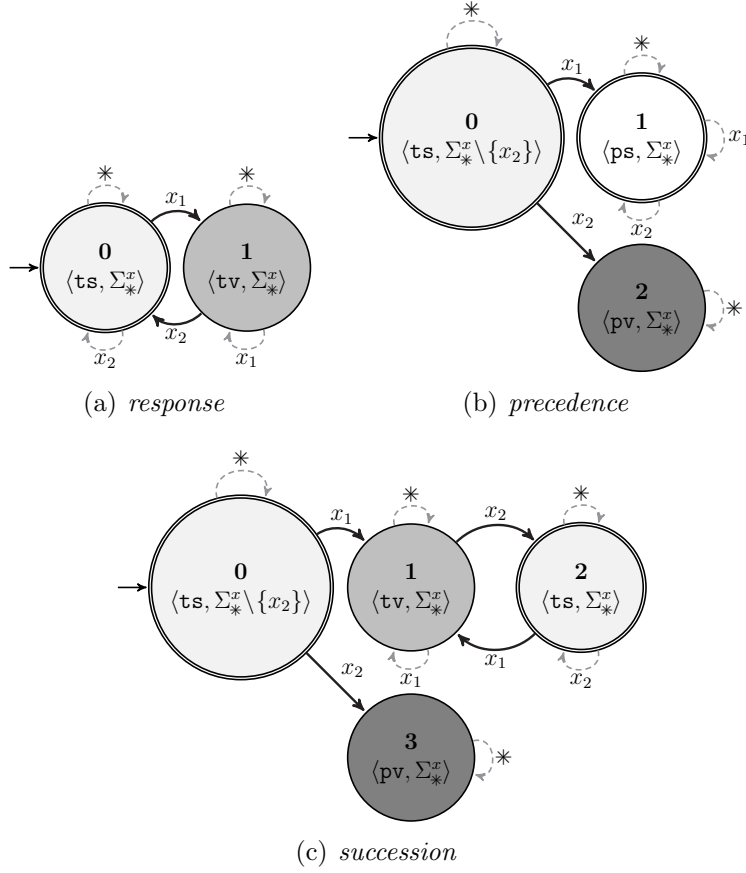 *
x₁
0
⟨ts, Σ*ˣ\{x₂}⟩
*
1
⟨ps, Σ*ˣ⟩
x₁
x₂
x₂
2
⟨pv, Σ*ˣ⟩
*
*
x₁
*
0
⟨ts, Σ*ˣ⟩
1
⟨tv, Σ*ˣ⟩
x₂
x₂
x₁
(a) response
(b) precedence
*
x₁
*
x₂
*
0
⟨ts, Σ*ˣ\{x₂}⟩
1
⟨tv, Σ*ˣ⟩
2
⟨ts, Σ*ˣ⟩
x₁
x₁
x₂
x₂
3
⟨pv, Σ*ˣ⟩
*
(c) succession